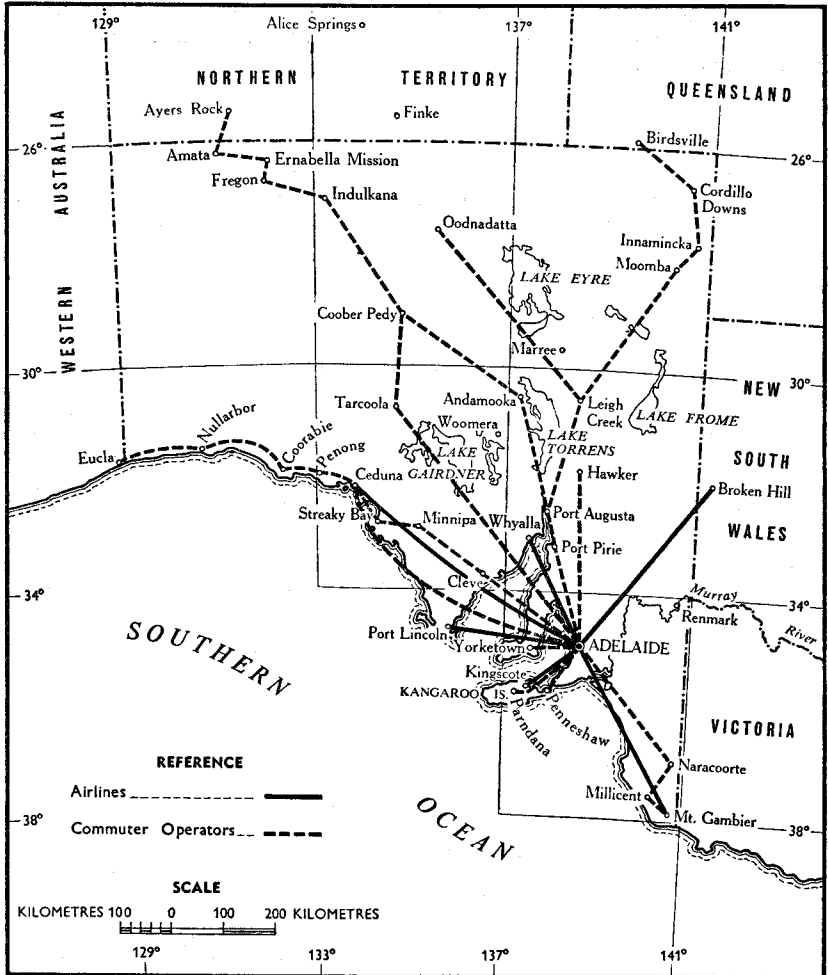 129°
Alice Springs
137°
141°
NORTHERN
TERRITORY
QUEENSLAND
Ayers Rock
Finke
Birdsville
26°
Amata
Ernabella Mission
26°
Fregon
Indulkana
Cordillo
Downs
WESTERN AUSTRALIA
Oodnadatta
Innamincka
Moomba
LAKE EYRE
Coober Pedy
Marree
30°
30°
Tarcoola
Andamooka
Leigh
Creek
NEW
Woomera
LAKE FROME
Nullarbor
Coorabie
Penong
LAKE
TORRENS
Eucla
LAKE
GAIRDNER
Ceduna
Hawker
SOUTH
Broken Hill
Streaky Bay
Minnipa
Whyalla
Port Augusta
WALES
Port Pirie
Cleve
34°
34°
Murray
River
Renmark
Port Lincoln
Yorketown
ADELAIDE
Kingscote
KANGAROO IS.
Parndana
Penneshaw
SOUTHERN
VICTORIA
Naracoorte
REFERENCE
Airlines
Millicent
Mt. Gambier
Commuter Operators
OCEAN
38°
38°
SCALE
KILOMETRES 100 0 100 200 KILOMETRES
129°
133°
137°
141°